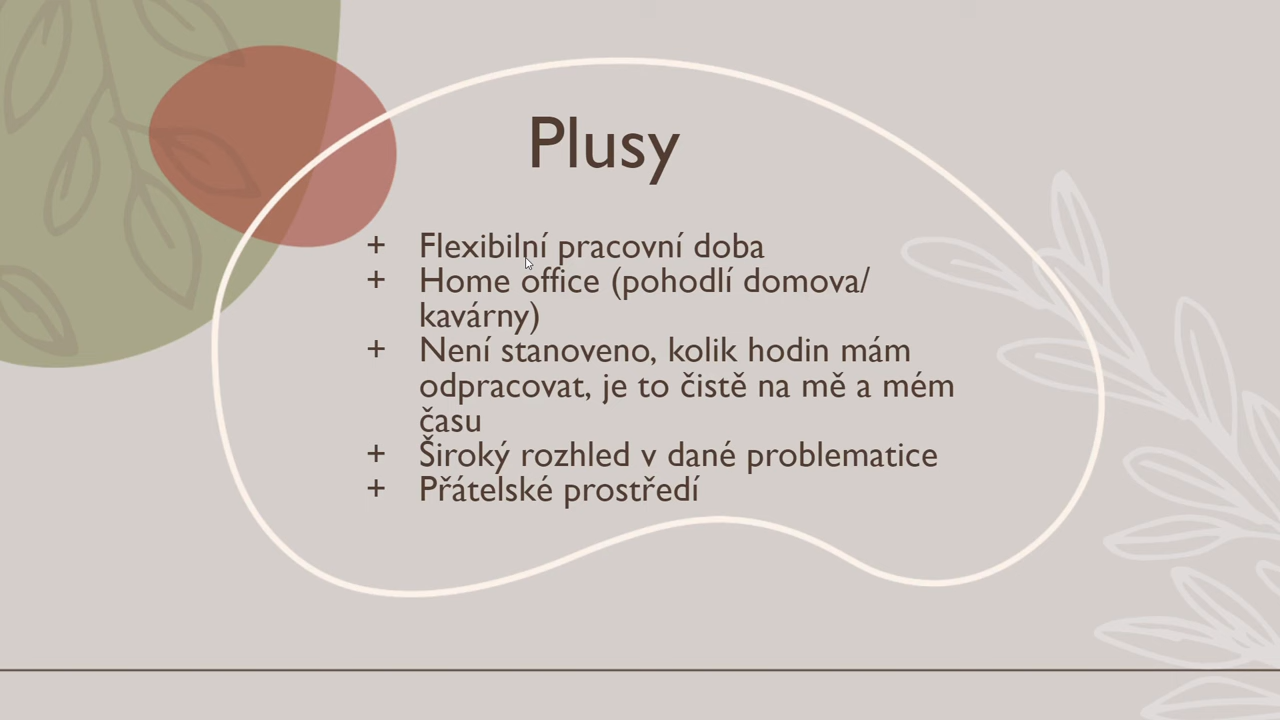 Plusy
+ Flexibilní pracovní doba
+ Home office (pohodlí domova/
kavárny)
+ Není stanoveno, kolik hodin mám
odpracovat, je to čistě na mě a mém
času
+ Široký rozhled v dané problematice
+ Přátelské prostředí